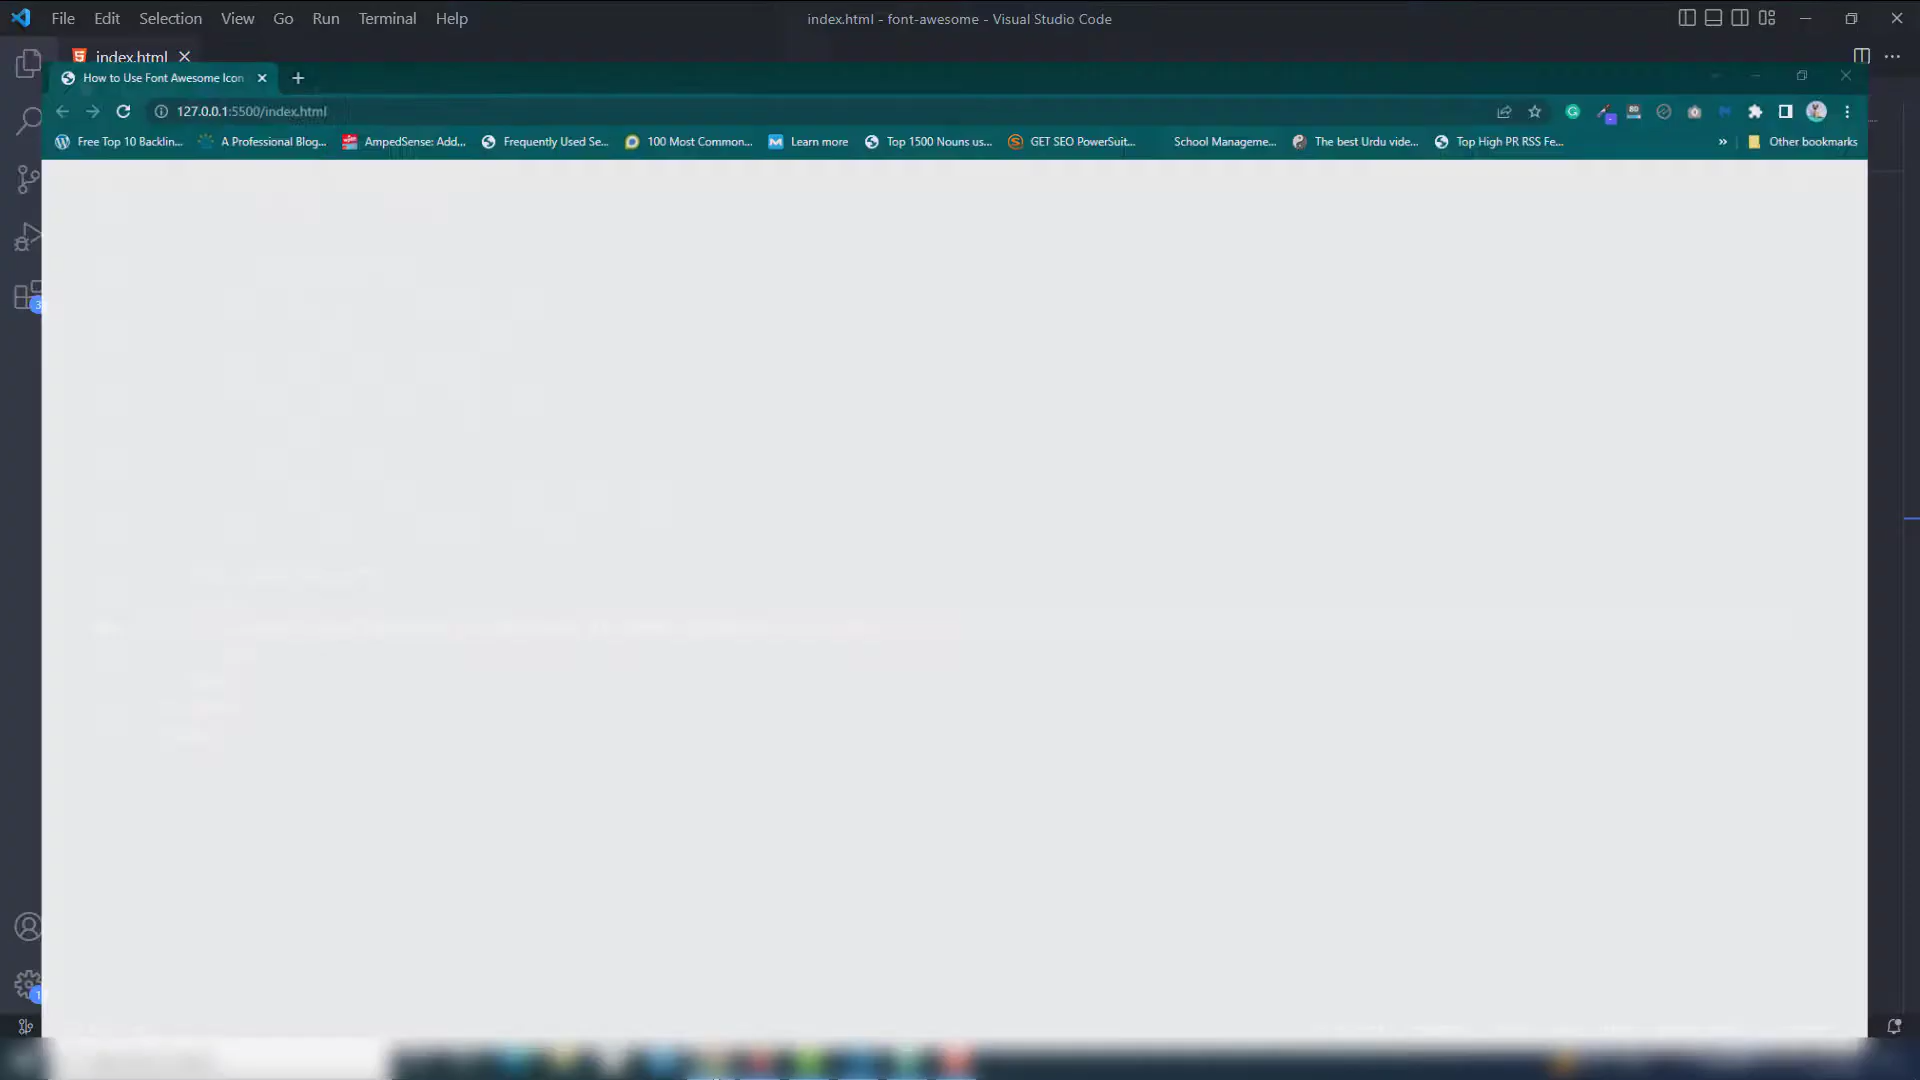 File Edit Selection View Go Run Terminal Help
index.html - font-awesome - Visual Studio Code
index.html
How to Use Font Awesome Icon
127.0.0.1:5500/index.html
Free Top 10 Backlin... A Professional Blog... AmpedSense: Add... Frequently Used Se... 100 Most Common... Learn more Top 1500 Nouns us... GET SEO PowerSuit... School Manageme... The best Urdu vide... Top High PR RSS Fe... » Other bookmarks
3
1